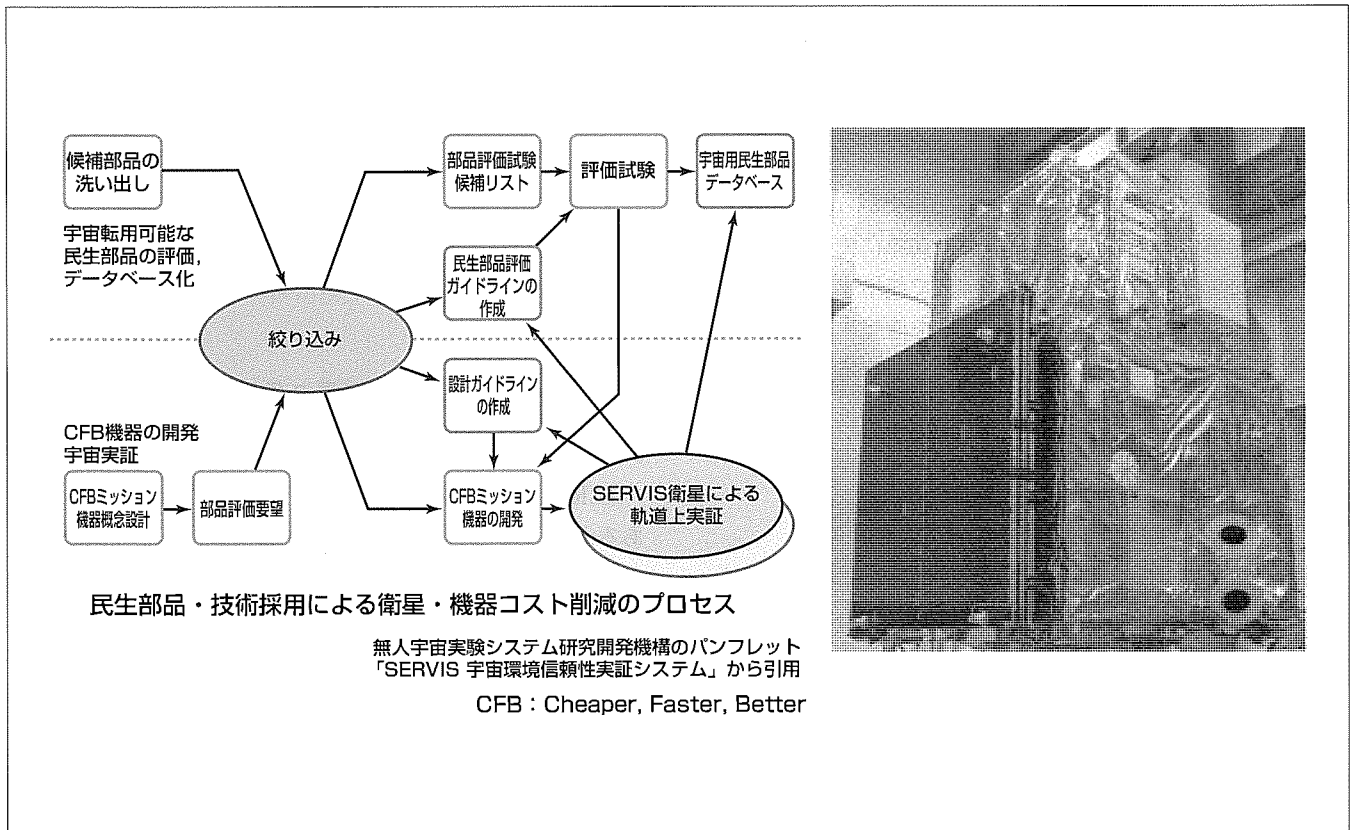 候補部品の
洗い出し
宇宙転用可能な
民生部品の評価，
データベース化
部品評価試験
候補リスト
評価試験
宇宙用民生部品
データベース
民生部品評価
ガイドラインの
作成
絞り込み
設計ガイドライン
の作成
CFB機器の開発
宇宙実証
CFBミッション
機器概念設計
部品評価要望
CFBミッション
機器の開発
SERVIS衛星による
軌道上実証
民生部品・技術採用による衛星・機器コスト削減のプロセス
無人宇宙実験システム研究開発機構のパンフレット
「SERVIS 宇宙環境信頼性実証システム」から引用
CFB：Cheaper, Faster, Better